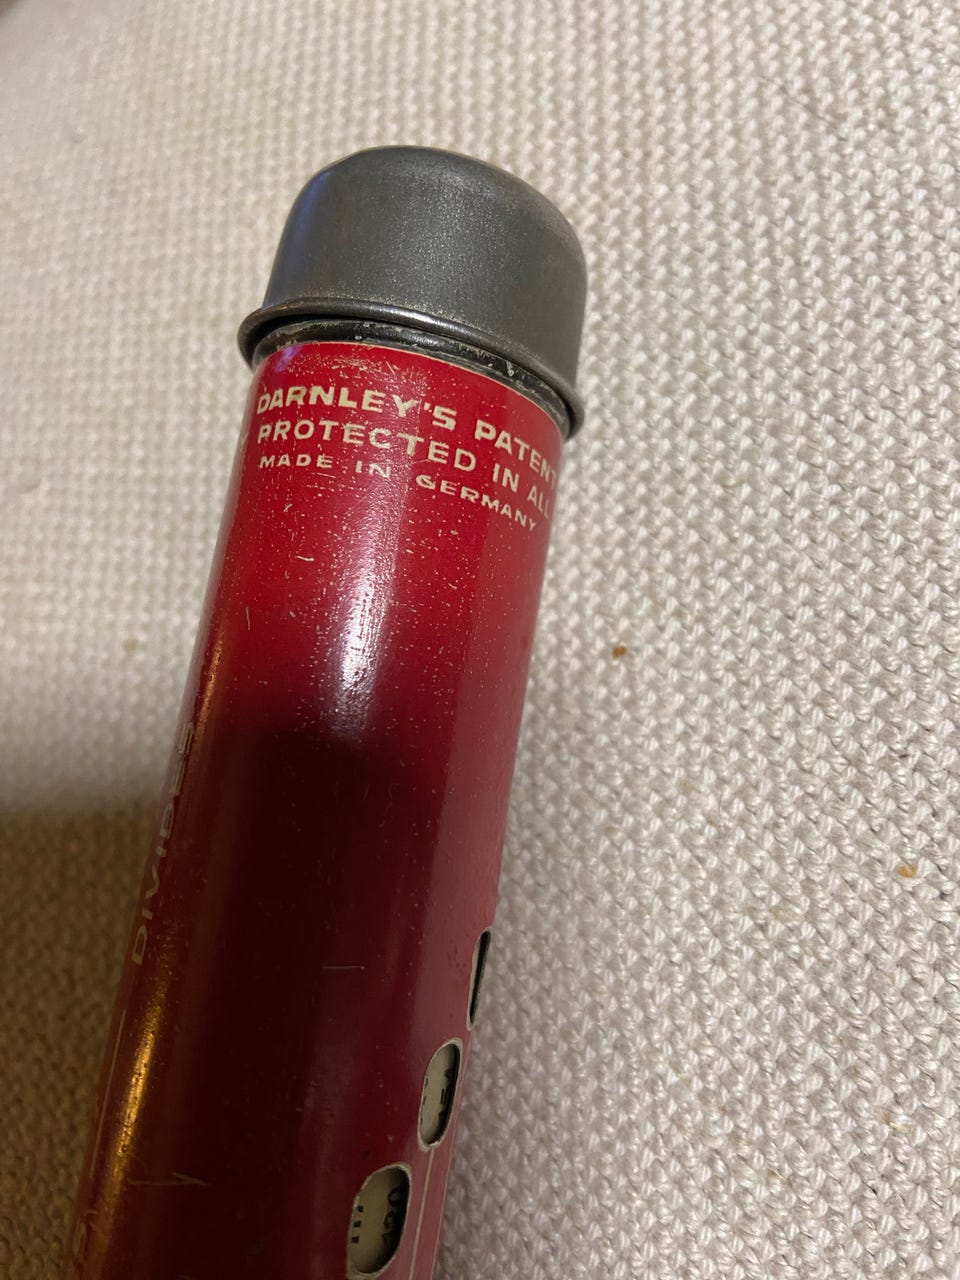 DARNLEY'S PATENT
PROTECTED IN ALL
MADE IN GERMANY
DIVIDES